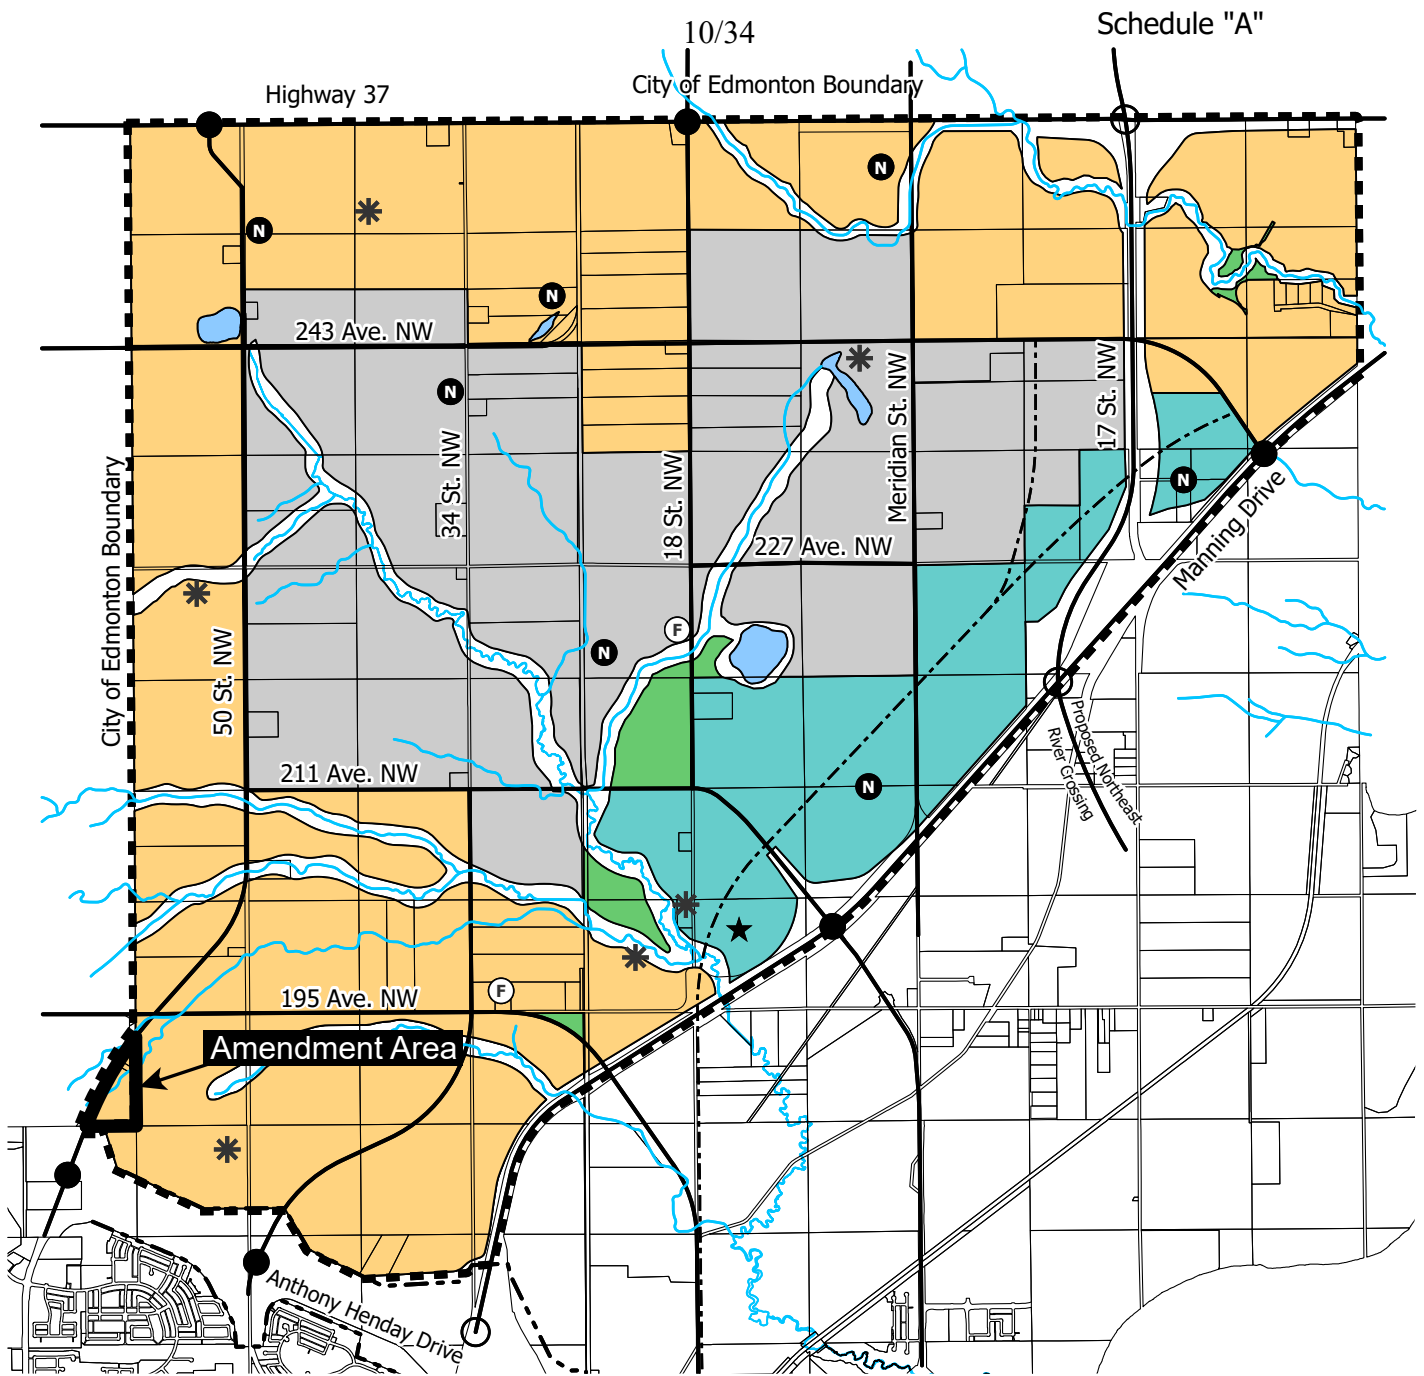 10/34
Schedule "A"
Highway 37
City of Edmonton Boundary
N
N
N
243 Ave. NW
N
17 St. NW
Meridian St. NW
34 St. NW
18 St. NW
City of Edmonton Boundary
N
Manning Drive
227 Ave. NW
50 St. NW
F
N
Proposed Northeast
River Crossing
211 Ave. NW
N
195 Ave. NW
F
Amendment Area
Anthony Henday Drive